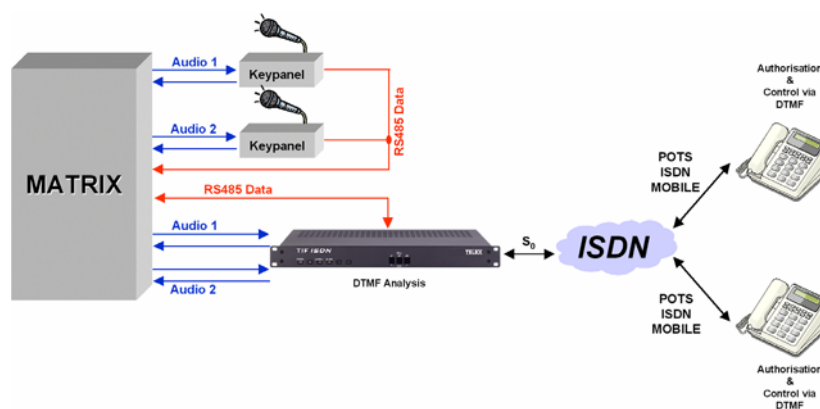 Audio 1
Keypanel
Audio 2
Keypanel
RS485 Data
MATRIX
RS485 Data
Audio 1
Audio 2
TIF ISDN
TELEX
DTMF Analysis
S₀
ISDN
POTS
ISDN
MOBILE
POTS
ISDN
MOBILE
Authorisation
&
Control via
DTMF
Authorisation
&
Control via
DTMF